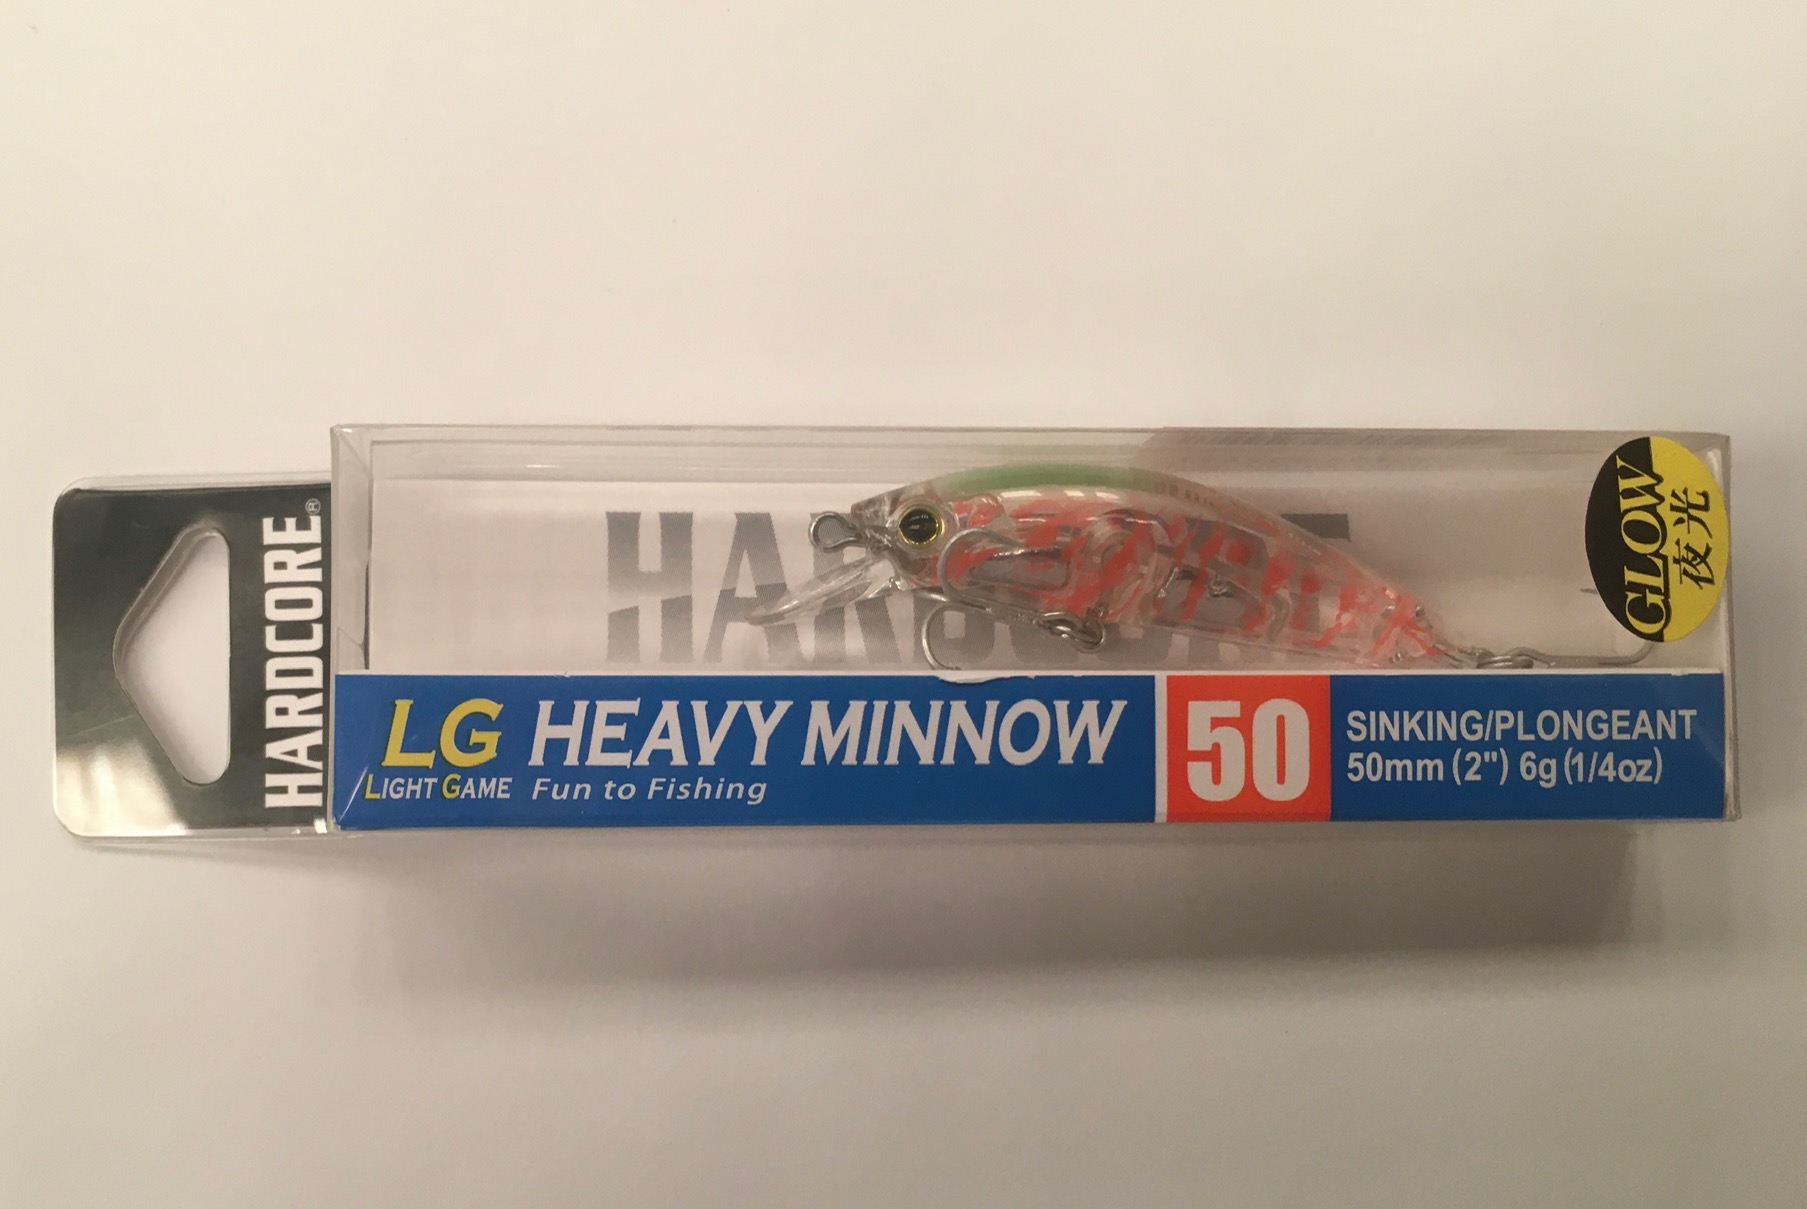 HARDCORE®
HARDCORE
GLOW
夜光
LG HEAVY MINNOW
LIGHT GAME Fun to Fishing
50
SINKING/PLONGEANT
50mm (2") 6g (1/4oz)